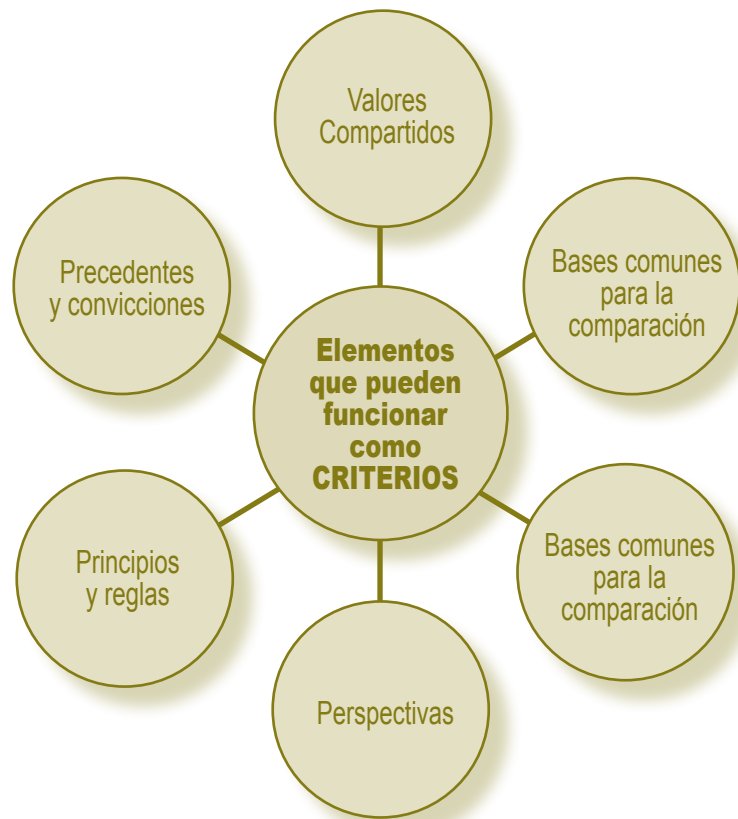 Valores
Compartidos
Precedentes
y convicciones
Bases comunes
para la
comparación
Elementos
que pueden
funcionar
como
CRITERIOS
Principios
y reglas
Bases comunes
para la
comparación
Perspectivas